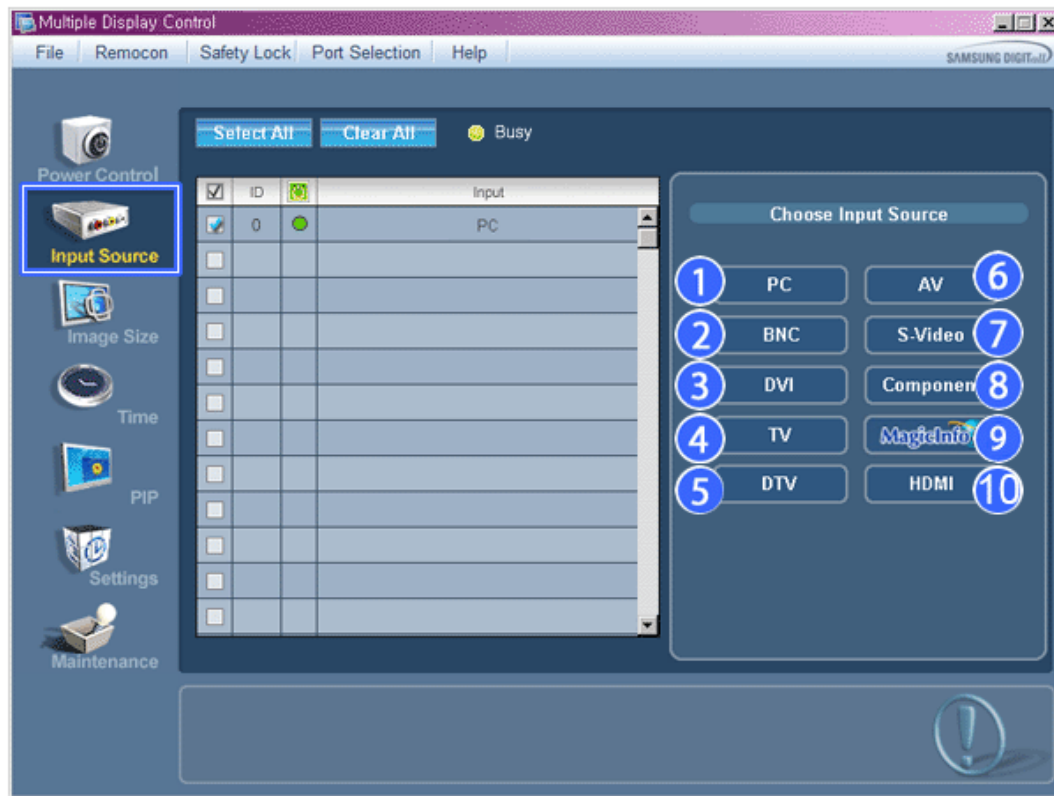 Multiple Display Control
File Remocon Safety Lock Port Selection Help
SAMSUNG DIGITall
Select All Clear All Busy
Power Control
Input Source
Image Size
Time
PIP
Settings
Maintenance
ID Input
0 PC
Choose Input Source
1 PC AV 6
2 BNC S-Video 7
3 DVI Componen 8
4 TV MagicInfo 9
5 DTV HDMI 10